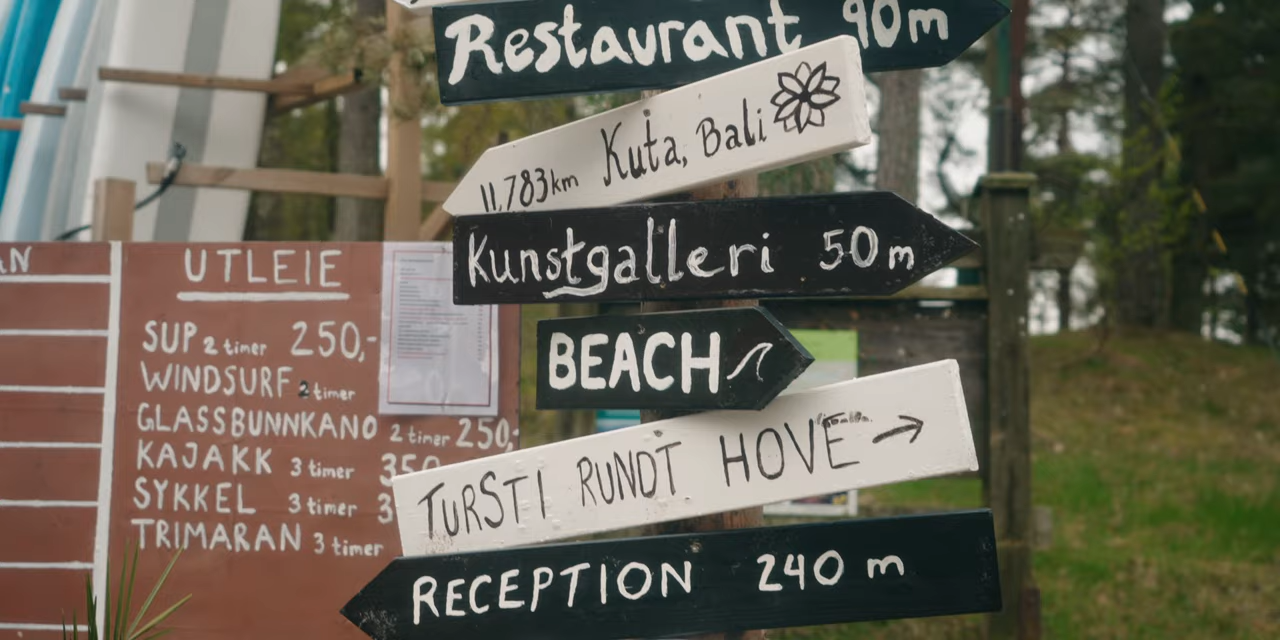 Restaurant 90m
Kuta, Bali
11,783km
Kunstgalleri 50m
BEACH
TURSTI RUNDT HOVE →
RECEPTION 240 m
UTLEIE
SUP 2 timer 250,-
WINDSURF 2 timer
GLASSBUNNKANO 2 timer 250,-
KAJAKK 3 timer 350
SYKKEL 3 timer 3
TRIMARAN 3 timer